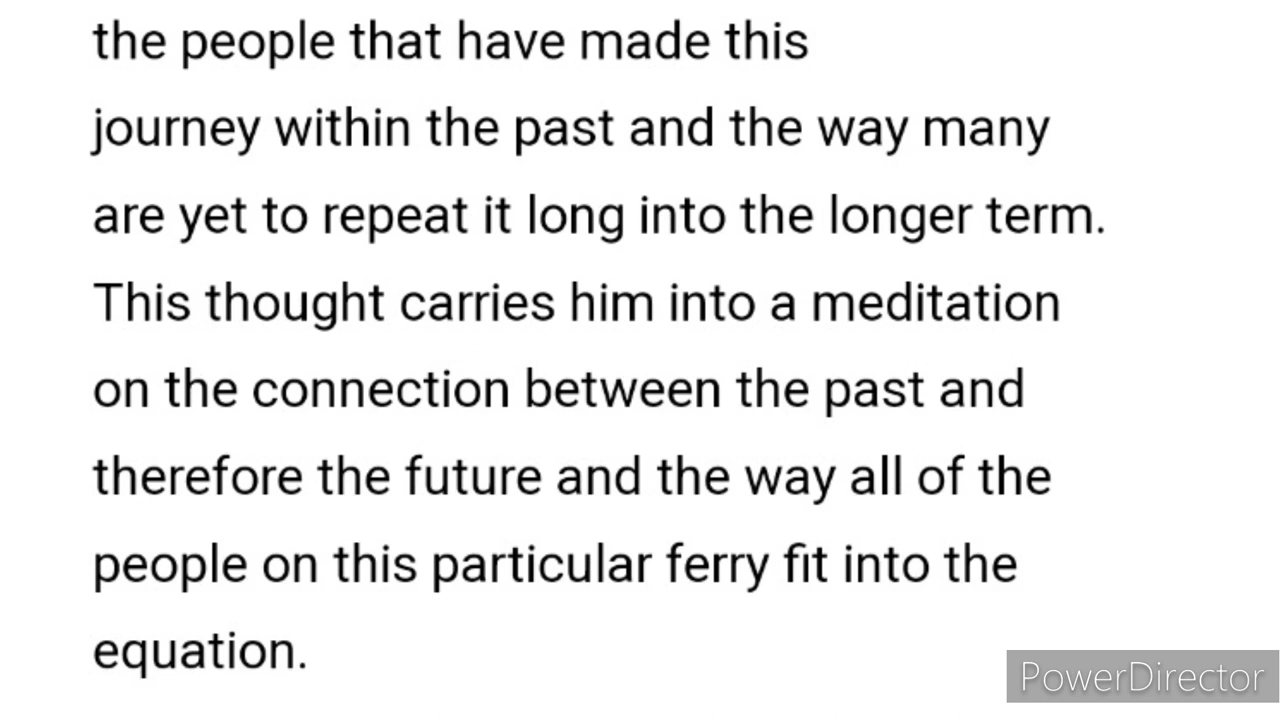 the people that have made this
journey within the past and the way many
are yet to repeat it long into the longer term.
This thought carries him into a meditation
on the connection between the past and
therefore the future and the way all of the
people on this particular ferry fit into the
equation.
PowerDirector